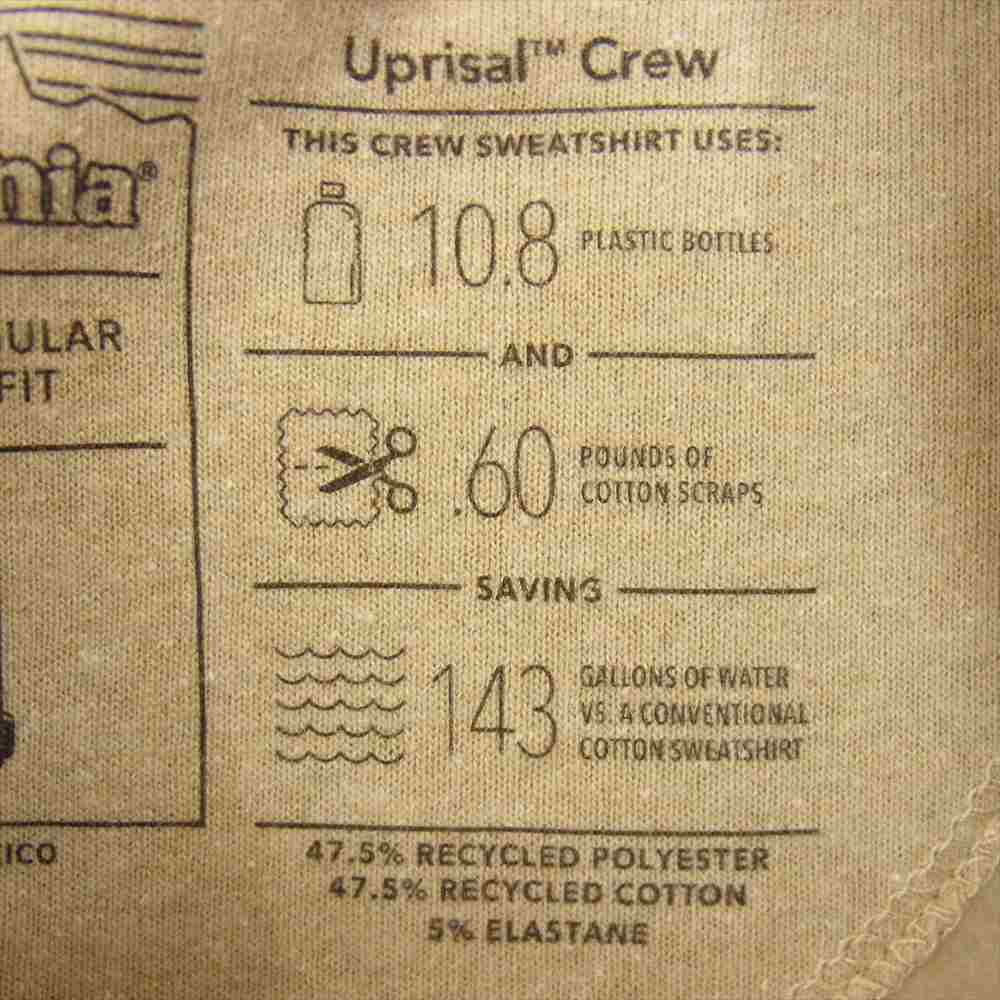 nia®
ULAR
FIT
ICO
Uprisal™ Crew
THIS CREW SWEATSHIRT USES:
10.8 PLASTIC BOTTLES
AND
.60 POUNDS OF
COTTON SCRAPS
SAVING
143 GALLONS OF WATER
VS. A CONVENTIONAL
COTTON SWEATSHIRT
47.5% RECYCLED POLYESTER
47.5% RECYCLED COTTON
5% ELASTANE